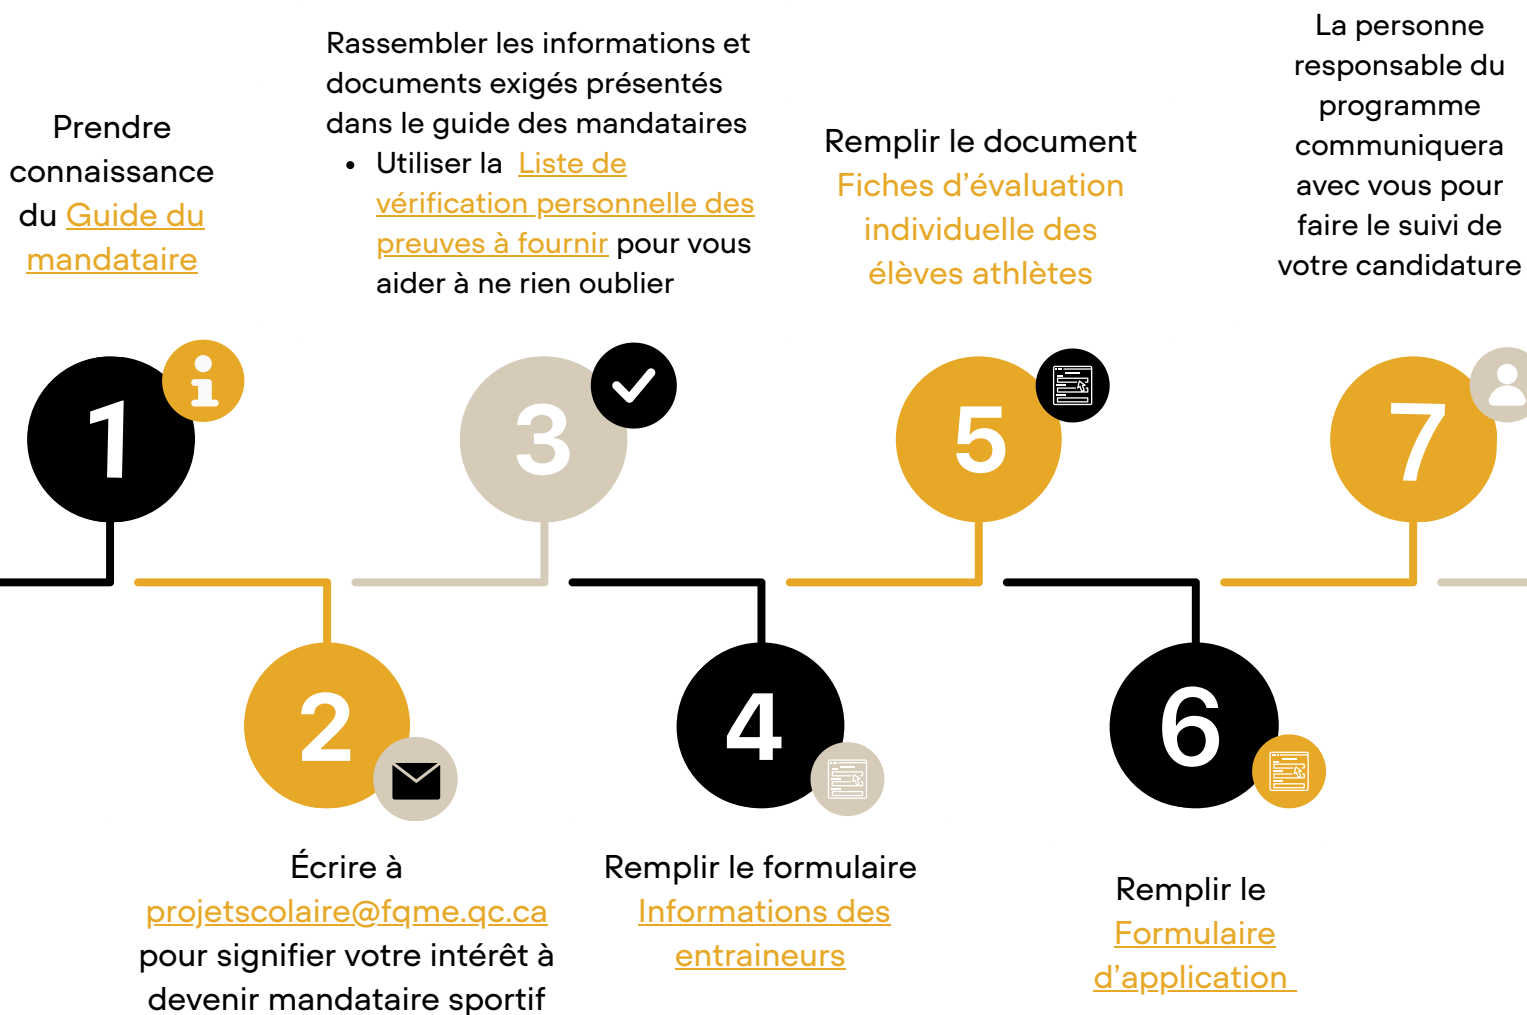 Prendre
connaissance
du Guide du
mandataire
1
Écrire à
projetscolaire@fqme.qc.ca
pour signifier votre intérêt à
devenir mandataire sportif
2
Rassembler les informations et
documents exigés présentés
dans le guide des mandataires
• Utiliser la Liste de
vérification personnelle des
preuves à fournir pour vous
aider à ne rien oublier
3
Remplir le formulaire
Informations des
entraineurs
4
Remplir le document
Fiches d'évaluation
individuelle des
élèves athlètes
5
Remplir le
Formulaire
d'application
6
La personne
responsable du
programme
communiquera
avec vous pour
faire le suivi de
votre candidature
7